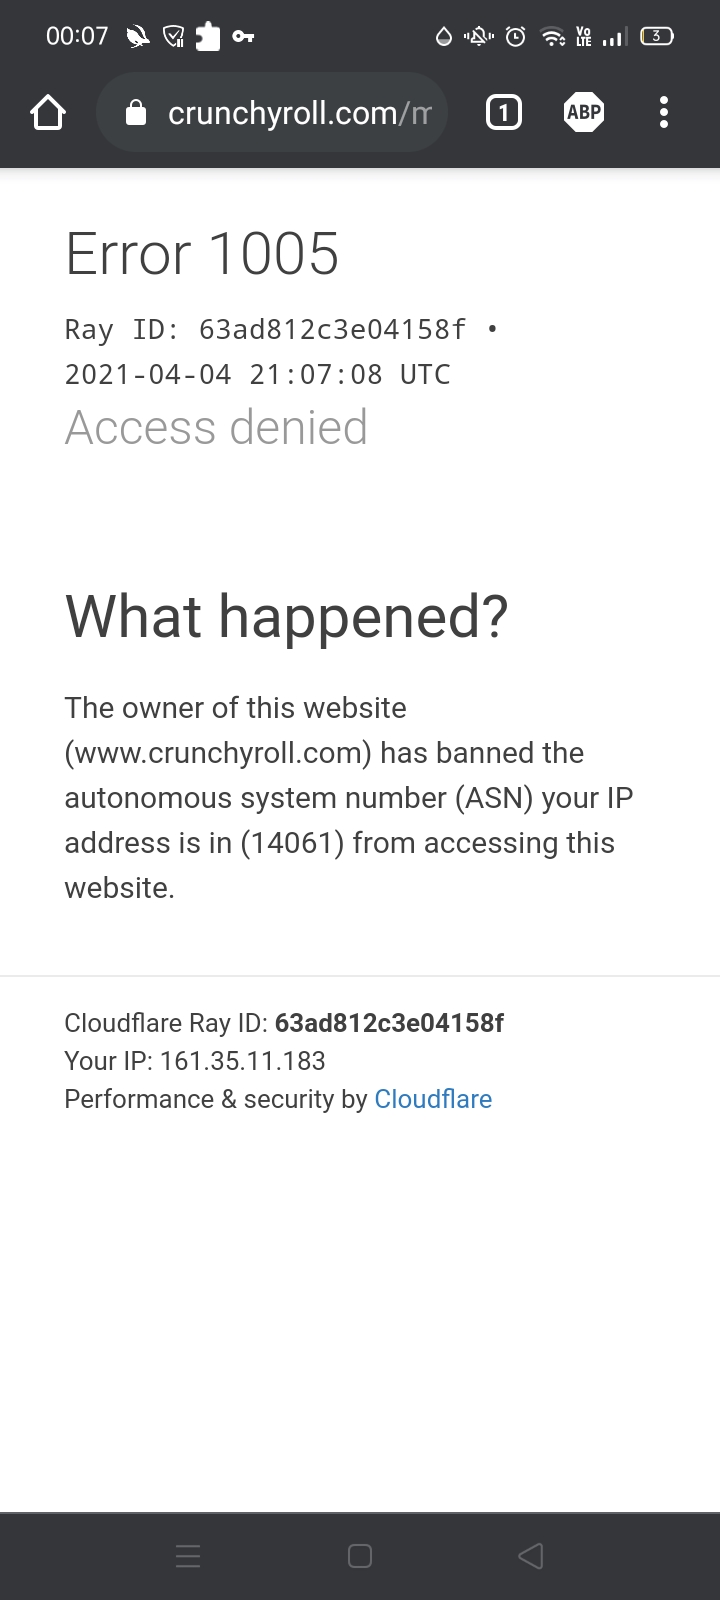 00:07
Vo
LTE
3
crunchyroll.com/m
1
ABP
Error 1005
Ray ID: 63ad812c3e04158f •
2021-04-04 21:07:08 UTC
Access denied
What happened?
The owner of this website
(www.crunchyroll.com) has banned the
autonomous system number (ASN) your IP
address is in (14061) from accessing this
website.
Cloudflare Ray ID: 63ad812c3e04158f
Your IP: 161.35.11.183
Performance & security by Cloudflare